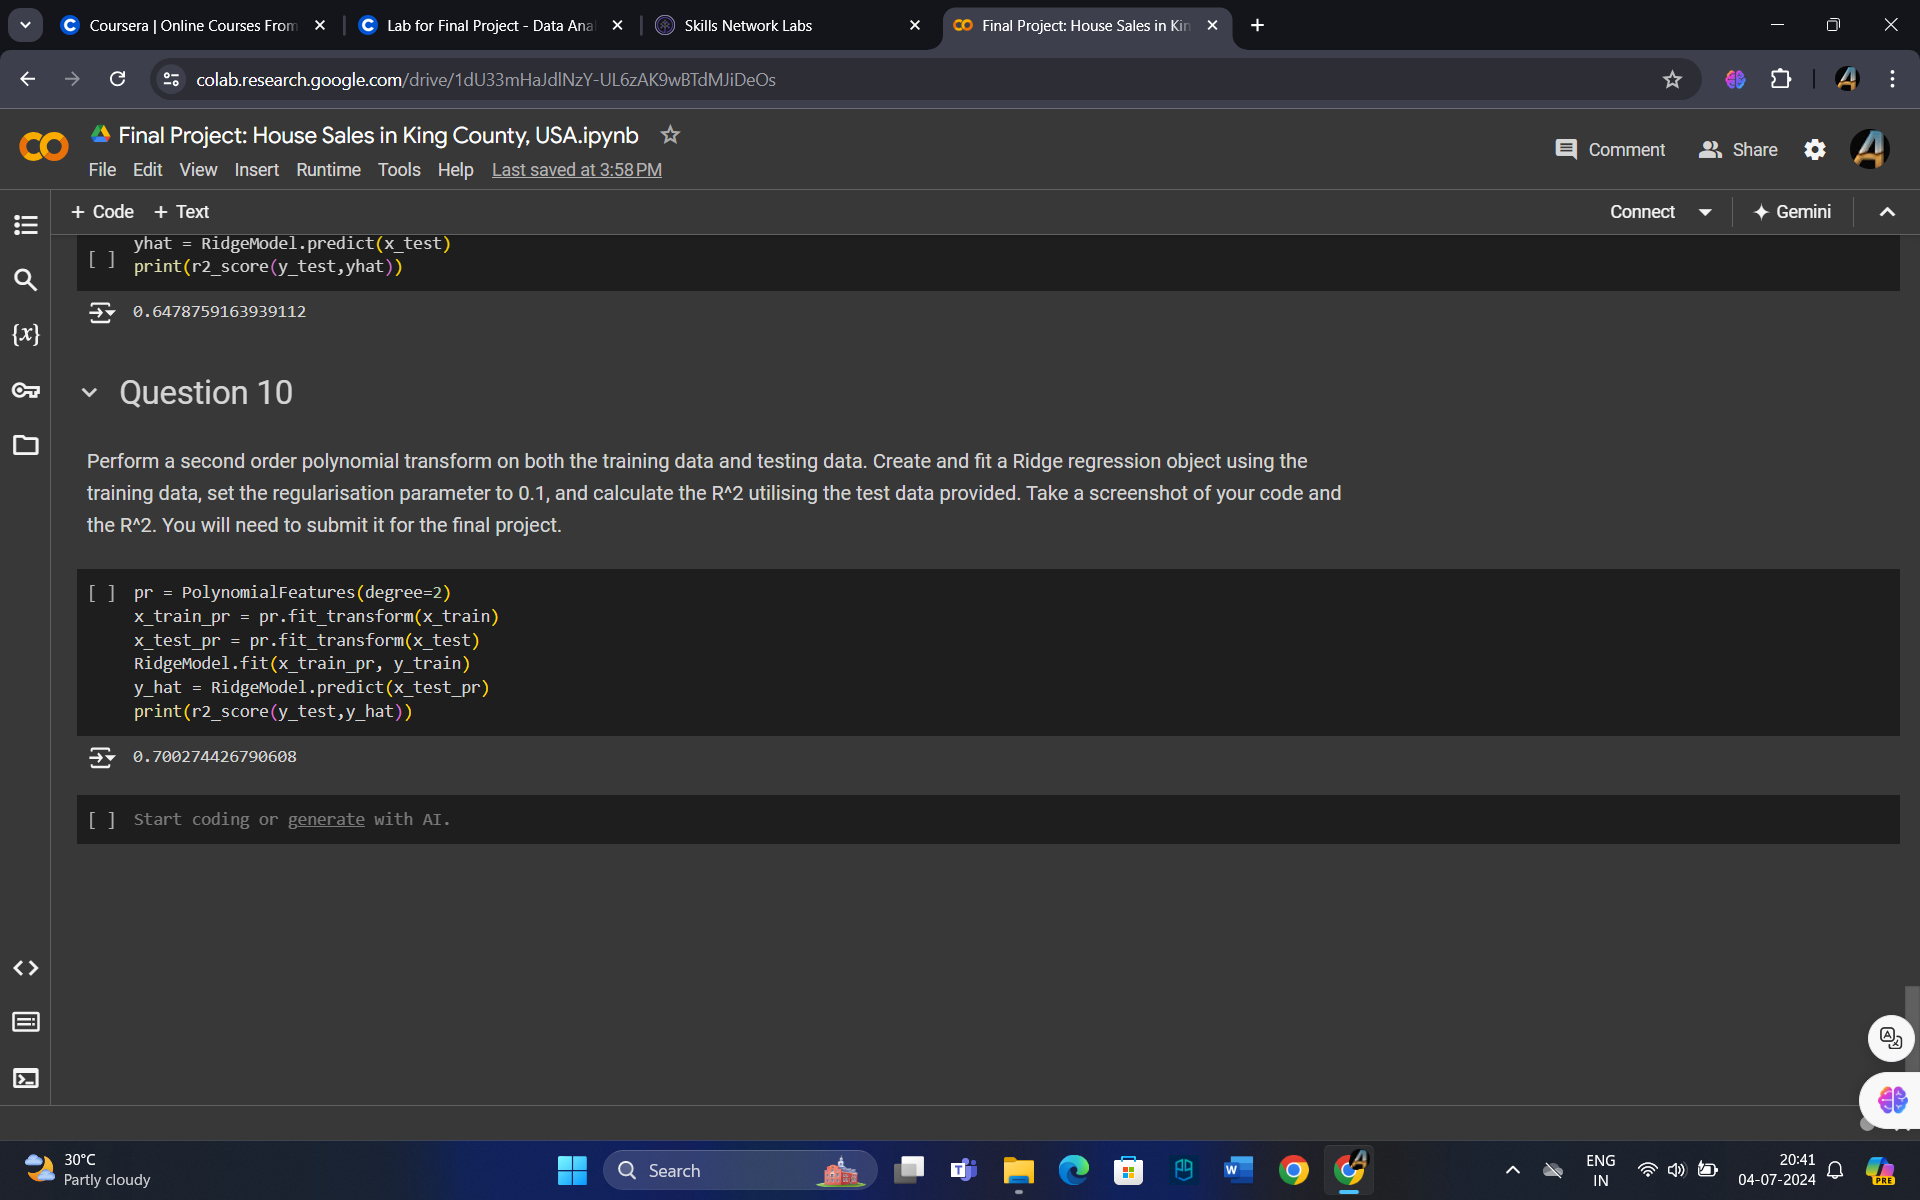 Coursera | Online Courses From
Lab for Final Project - Data Ana
Skills Network Labs
Final Project: House Sales in Kin
colab.research.google.com/drive/1dU33mHaJdlNzY-UL6zAK9wBTdMJiDeOs
Final Project: House Sales in King County, USA.ipynb
File Edit View Insert Runtime Tools Help Last saved at 3:58 PM
Comment Share
+ Code + Text
Connect Gemini
yhat = RidgeModel.predict(x_test)
[ ] print(r2_score(y_test,yhat))
0.6478759163939112
{x}
Question 10
Perform a second order polynomial transform on both the training data and testing data. Create and fit a Ridge regression object using the
training data, set the regularisation parameter to 0.1, and calculate the R^2 utilising the test data provided. Take a screenshot of your code and
the R^2. You will need to submit it for the final project.
[ ] pr = PolynomialFeatures(degree=2)
x_train_pr = pr.fit_transform(x_train)
x_test_pr = pr.fit_transform(x_test)
RidgeModel.fit(x_train_pr, y_train)
y_hat = RidgeModel.predict(x_test_pr)
print(r2_score(y_test,y_hat))
0.700274426790608
[ ] Start coding or generate with AI.
30°C
Partly cloudy
Search
ENG
IN
20:41
04-07-2024
PRE